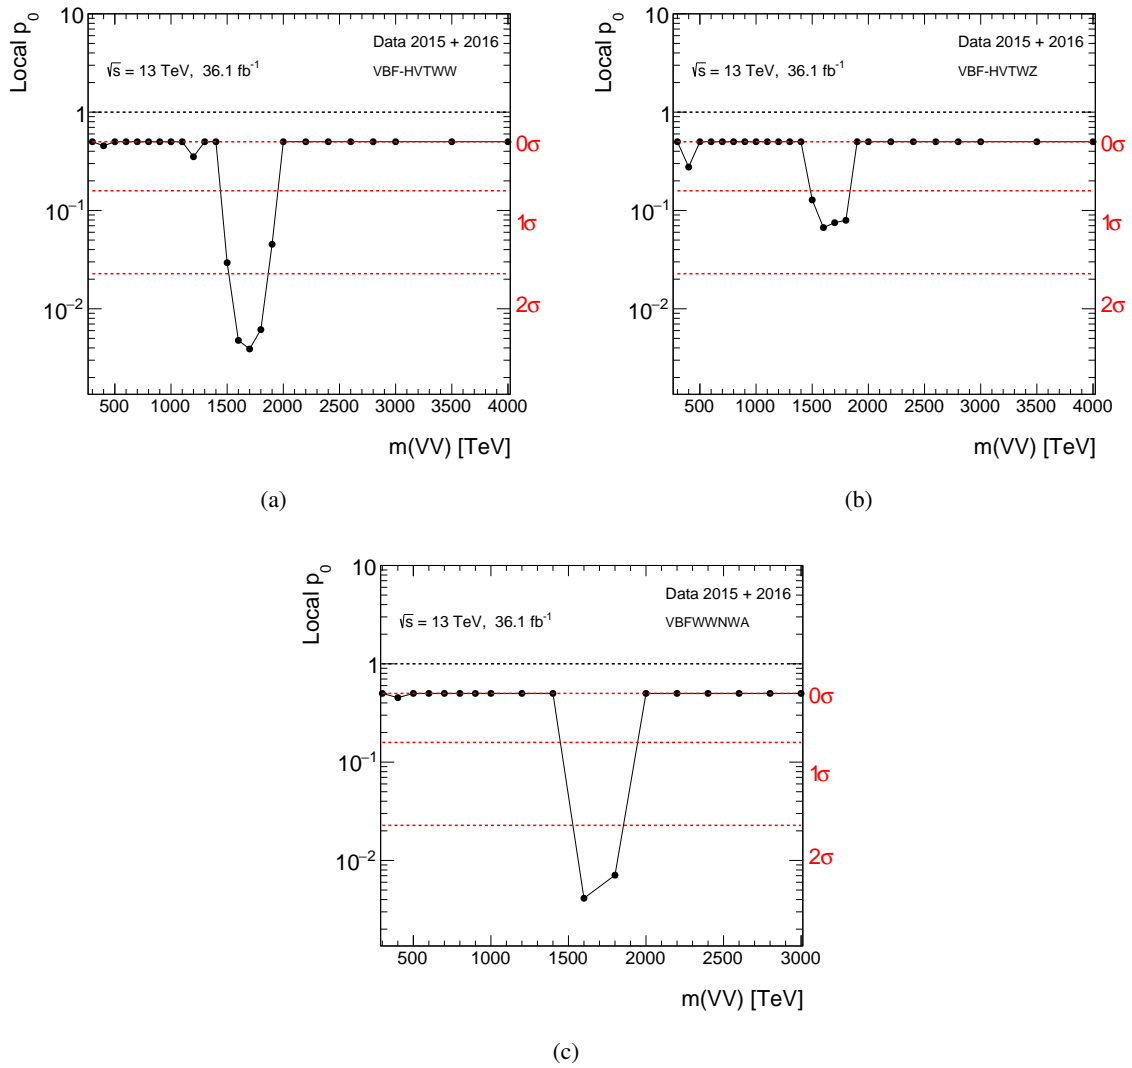 Local p0
10
1
10−1
10−2
√s = 13 TeV, 36.1 fb-1
Data 2015 + 2016
VBF-HVTWW
0σ
1σ
2σ
500 1000 1500 2000 2500 3000 3500 4000
m(VV) [TeV]
(a)
Local p0
10
1
10−1
10−2
√s = 13 TeV, 36.1 fb-1
Data 2015 + 2016
VBF-HVTWZ
0σ
1σ
2σ
500 1000 1500 2000 2500 3000 3500 4000
m(VV) [TeV]
(b)
Local p0
10
1
10−1
10−2
√s = 13 TeV, 36.1 fb-1
Data 2015 + 2016
VBFWWNWA
0σ
1σ
2σ
500 1000 1500 2000 2500 3000
m(VV) [TeV]
(c)